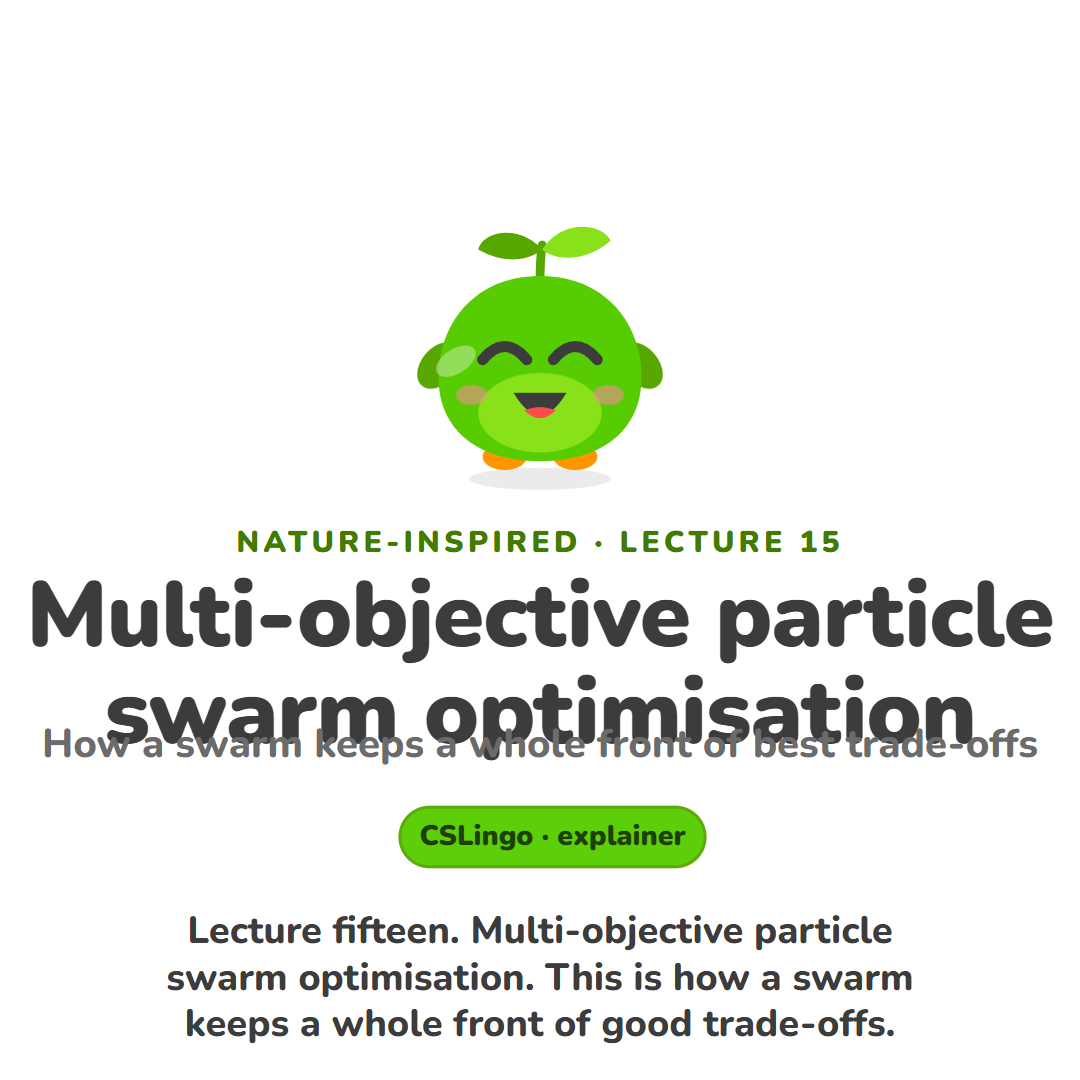 NATURE-INSPIRED · LECTURE 15
Multi-objective particle
swarm optimisation
How a swarm keeps a whole front of best trade-offs
CSLingo · explainer
Lecture fifteen. Multi-objective particle
swarm optimisation. This is how a swarm
keeps a whole front of good trade-offs.